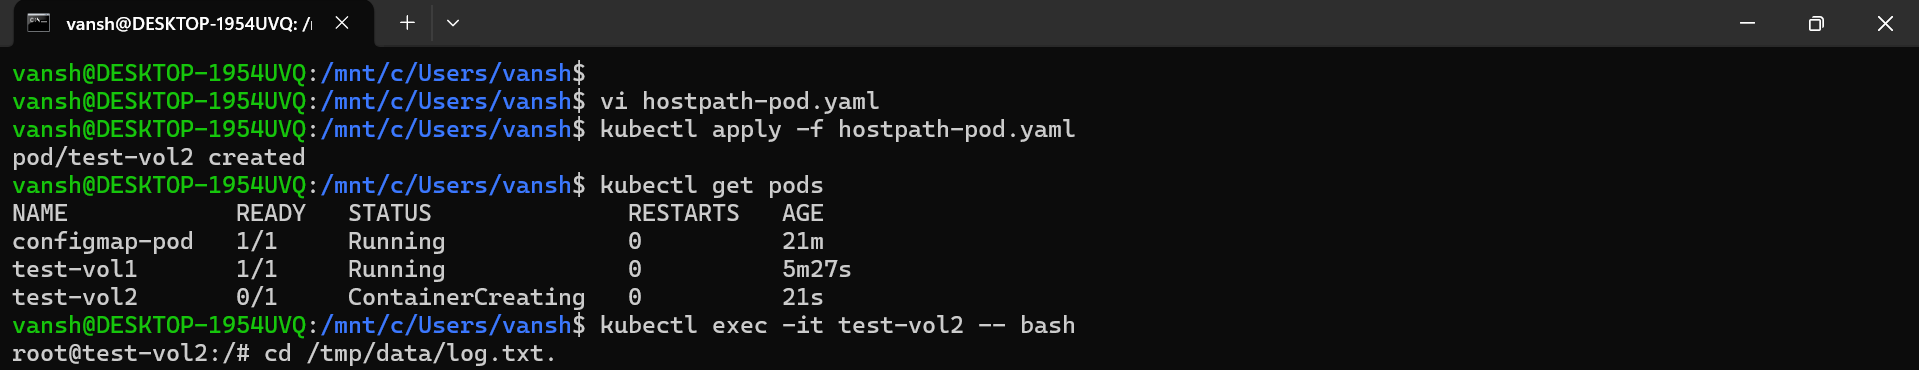 vansh@DESKTOP-1954UVQ: /
vansh@DESKTOP-1954UVQ:/mnt/c/Users/vansh$
vansh@DESKTOP-1954UVQ:/mnt/c/Users/vansh$ vi hostpath-pod.yaml
vansh@DESKTOP-1954UVQ:/mnt/c/Users/vansh$ kubectl apply -f hostpath-pod.yaml
pod/test-vol2 created
vansh@DESKTOP-1954UVQ:/mnt/c/Users/vansh$ kubectl get pods
NAME            READY   STATUS              RESTARTS   AGE
configmap-pod   1/1     Running             0          21m
test-vol1       1/1     Running             0          5m27s
test-vol2       0/1     ContainerCreating   0          21s
vansh@DESKTOP-1954UVQ:/mnt/c/Users/vansh$ kubectl exec -it test-vol2 -- bash
root@test-vol2:/# cd /tmp/data/log.txt.